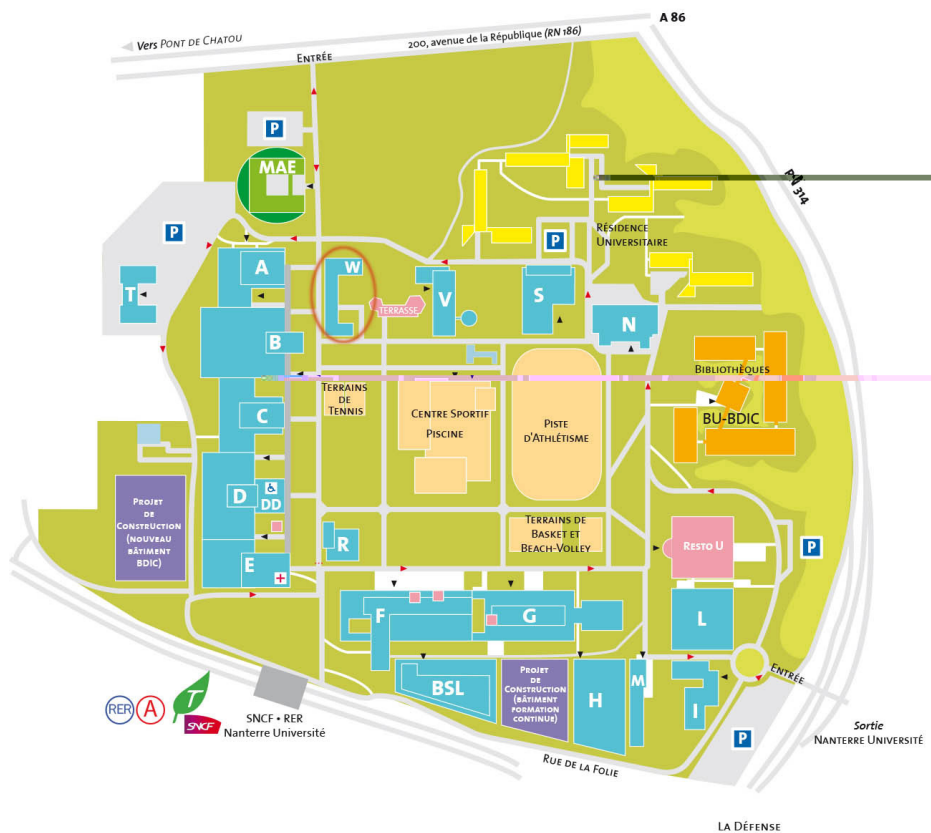 A 86
Vers PONT DE CHATOU
200, avenue de la République (RN 186)
ENTRÉE
P
MAE
RN 314
P
P
RÉSIDENCE
UNIVERSITAIRE
A
W
T
TERRASSE
V
S
N
B
BIBLIOTHÈQUES
TERRAINS
DE
TENNIS
CENTRE SPORTIF
PISCINE
PISTE
D'ATHLÉTISME
BU-BDIC
C
D
DD
PROJET
DE
CONSTRUCTION
(NOUVEAU
BÂTIMENT
BDIC)
TERRAINS DE
BASKET ET
BEACH-VOLLEY
R
RESTO U
P
E
F
G
L
BSL
PROJET
DE
CONSTRUCTION
(BÂTIMENT
FORMATION
CONTINUE)
H
M
I
ENTRÉE
P
RER
A
T
SNCF
SNCF • RER
Nanterre Université
Sortie
NANTERRE UNIVERSITÉ
RUE DE LA FOLIE
LA DÉFENSE